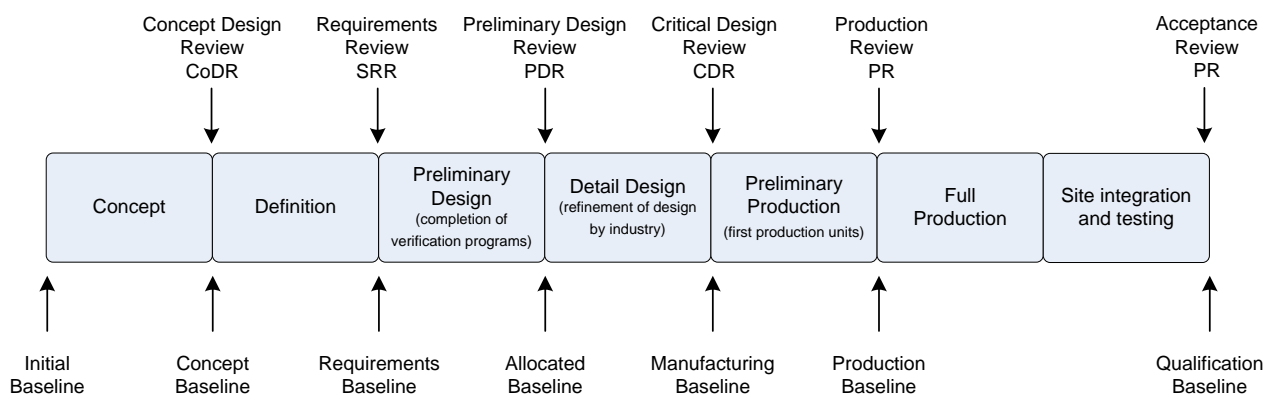 Concept Design
Review
CoDR
Requirements
Review
SRR
Preliminary Design
Review
PDR
Critical Design
Review
CDR
Production
Review
PR
Acceptance
Review
PR
Concept
Definition
Preliminary
Design
(completion of
verification programs)
Detail Design
(refinement of design
by industry)
Preliminary
Production
(first production units)
Full
Production
Site integration
and testing
Initial
Baseline
Concept
Baseline
Requirements
Baseline
Allocated
Baseline
Manufacturing
Baseline
Production
Baseline
Qualification
Baseline